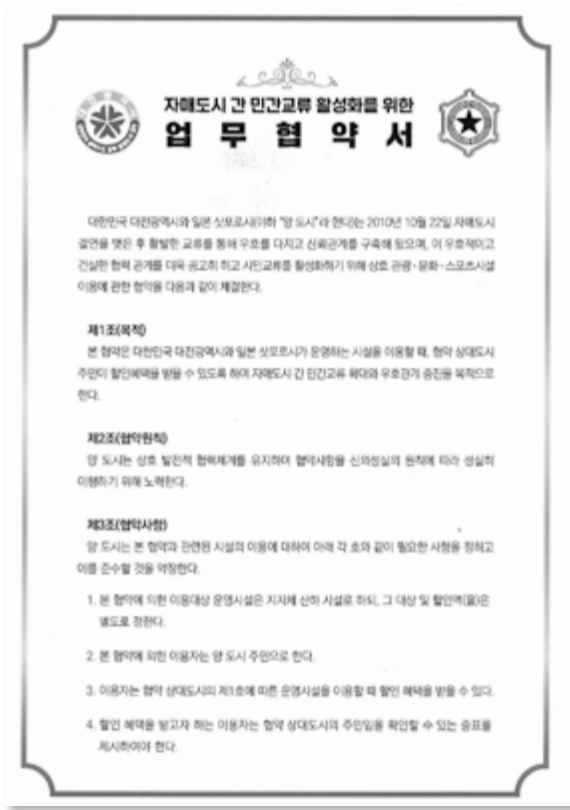 자매도시 간 민간교류 활성화를 위한
업 무 협 약 서
대한민국 대전광역시와 일본 삿포로시(이하 "양 도시"라 한다)는 2010년 10월 22일 자매도시
결연을 맺은 후 활발한 교류를 통해 우호를 다지고 신뢰관계를 구축해 왔으며, 이 우호적이고
건실한 협력 관계를 더욱 공고히 하고 시민교류를 활성화하기 위해 상호 관광·문화·스포츠시설
이용에 관한 협약을 다음과 같이 체결한다.
제1조(목적)
본 협약은 대한민국 대전광역시와 일본 삿포로시가 운영하는 시설을 이용할 때, 협약 상대도시
주민이 할인혜택을 받을 수 있도록 하여 자매도시 간 민간교류 확대와 우호관계 증진을 목적으로
한다.
제2조(협약원칙)
양 도시는 상호 발전적 협력체계를 유지하며 협약사항을 신의성실의 원칙에 따라 성실히
이행하기 위해 노력한다.
제3조(협약사항)
양 도시는 본 협약과 관련된 시설의 이용에 대하여 아래 각 호와 같이 필요한 사항을 정하고
이를 준수할 것을 약정한다.
1. 본 협약에 의한 이용대상 운영시설은 지자체 산하 시설로 하되, 그 대상 및 할인액(율)은
별도로 정한다.
2. 본 협약에 의한 이용자는 양 도시 주민으로 한다.
3. 이용자는 협약 상대도시의 제1호에 따른 운영시설을 이용할 때 할인 혜택을 받을 수 있다.
4. 할인 혜택을 받고자 하는 이용자는 협약 상대도시의 주민임을 확인할 수 있는 증표를
제시하여야 한다.